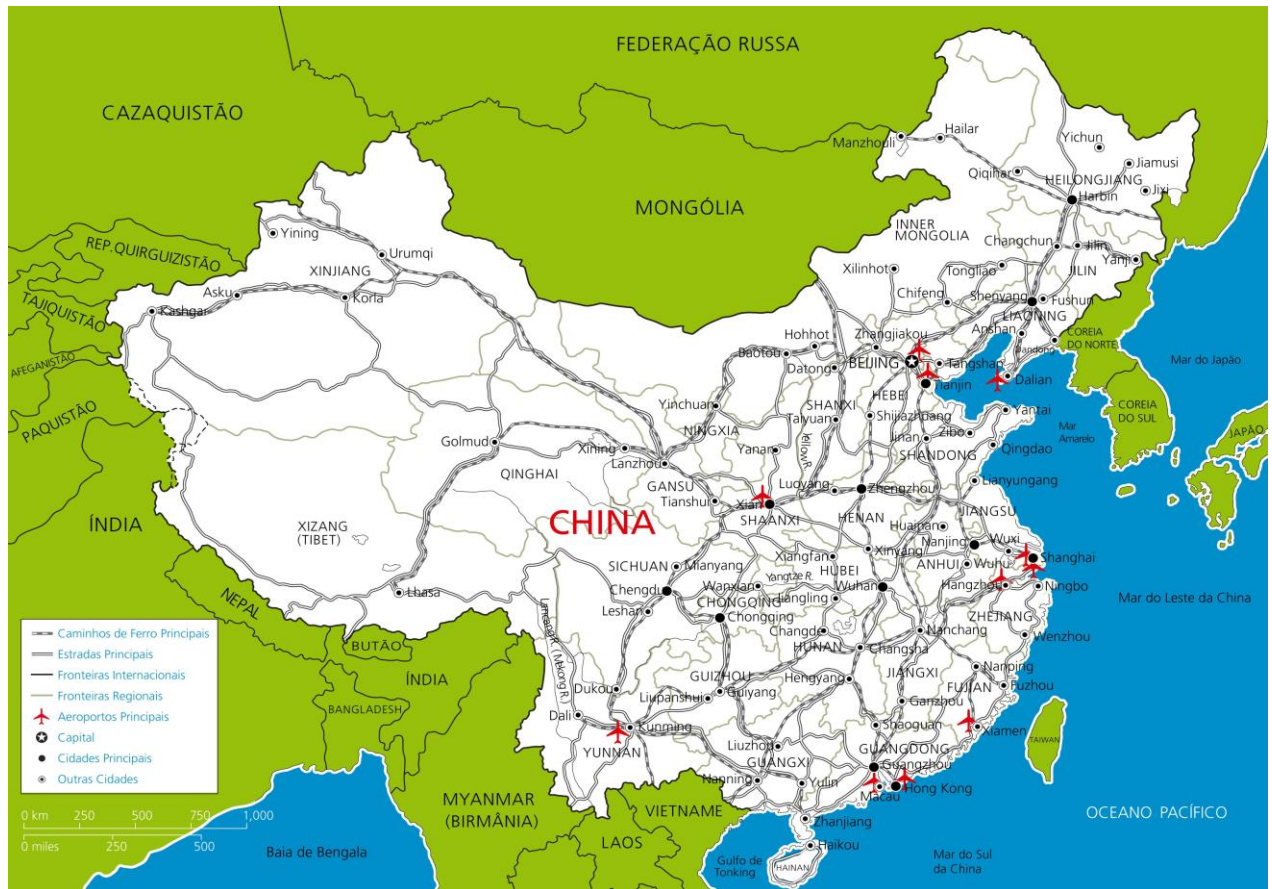 FEDERAÇÃO RUSSA
CAZAQUISTÃO
MONGÓLIA
REP.QUIRGUIZISTÃO
TAJIQUISTÃO
AFEGANISTÃO
PAQUISTÃO
ÍNDIA
NEPAL
BUTÃO
ÍNDIA
BANGLADESH
MYANMAR
(BIRMÂNIA)
LAOS
VIETNAME
COREIA
DO NORTE
COREIA
DO SUL
JAPÃO
TAIWAN
Mar do Japão
Mar
Amarelo
Mar do Leste da China
OCEANO PACÍFICO
Mar do Sul
da China
Gulfo de
Tonking
Baia de Bengala
CHINA
Manzhouli
Hailar
Yichun
Qiqihar
Jiamusi
HEILONGJIANG
Jixi
Harbin
INNER
MONGOLIA
Changchun
Jilin
Yanji
JILIN
Xilinhot
Tongliao
Chifeng
Shenyang
Fushun
LIAONING
Anshan
Dandong
Yining
Urumqi
XINJIANG
Asku
Korla
Kashgar
Hohhot
Zhangjiakou
Baotou
Datong
BEIJING
Tangshan
Tianjin
Dalian
HEBEI
Yinchuan
SHANXI
Shijiazhuang
Yantai
NINGXIA
Taiyuan
Yellow R.
Jinan
Zibo
Qingdao
SHANDONG
Golmud
Xining
Lanzhou
Yanan
QINGHAI
GANSU
Tianshui
Luoyang
Zhengzhou
Lianyungang
Xian
SHAANXI
HENAN
JIANGSU
Huainan
XIZANG
(TIBET)
Nanjing
Wuxi
Shanghai
SICHUAN
Mianyang
Xiangfan
Xinyang
HUBEI
ANHUI
Wuhu
Lhasa
Chengdu
Wanxian
Yangtze R.
Wuhan
Hangzhou
Ningbo
Leshan
CHONGQING
Jiangling
ZHEJIANG
Chongqing
Changde
Nanchang
Wenzhou
HUNAN
Changsha
(Mekong R.)
GUIZHOU
Hengyang
JIANGXI
Nanping
Dukou
Liupanshui
Guiyang
FUJIAN
Fuzhou
Ganzhou
Dali
Kunming
Shaoguan
Xiamen
YUNNAN
Liuzhou
GUANGDONG
GUANGXI
Guangzhou
Nanning
Yulin
Macau
Hong Kong
Zhanjiang
Haikou
HAINAN
Caminhos de Ferro Principais
Estradas Principais
Fronteiras Internacionais
Fronteiras Regionais
Aeroportos Principais
Capital
Cidades Principais
Outras Cidades
0 km 250 500 750 1,000
0 miles 250 500